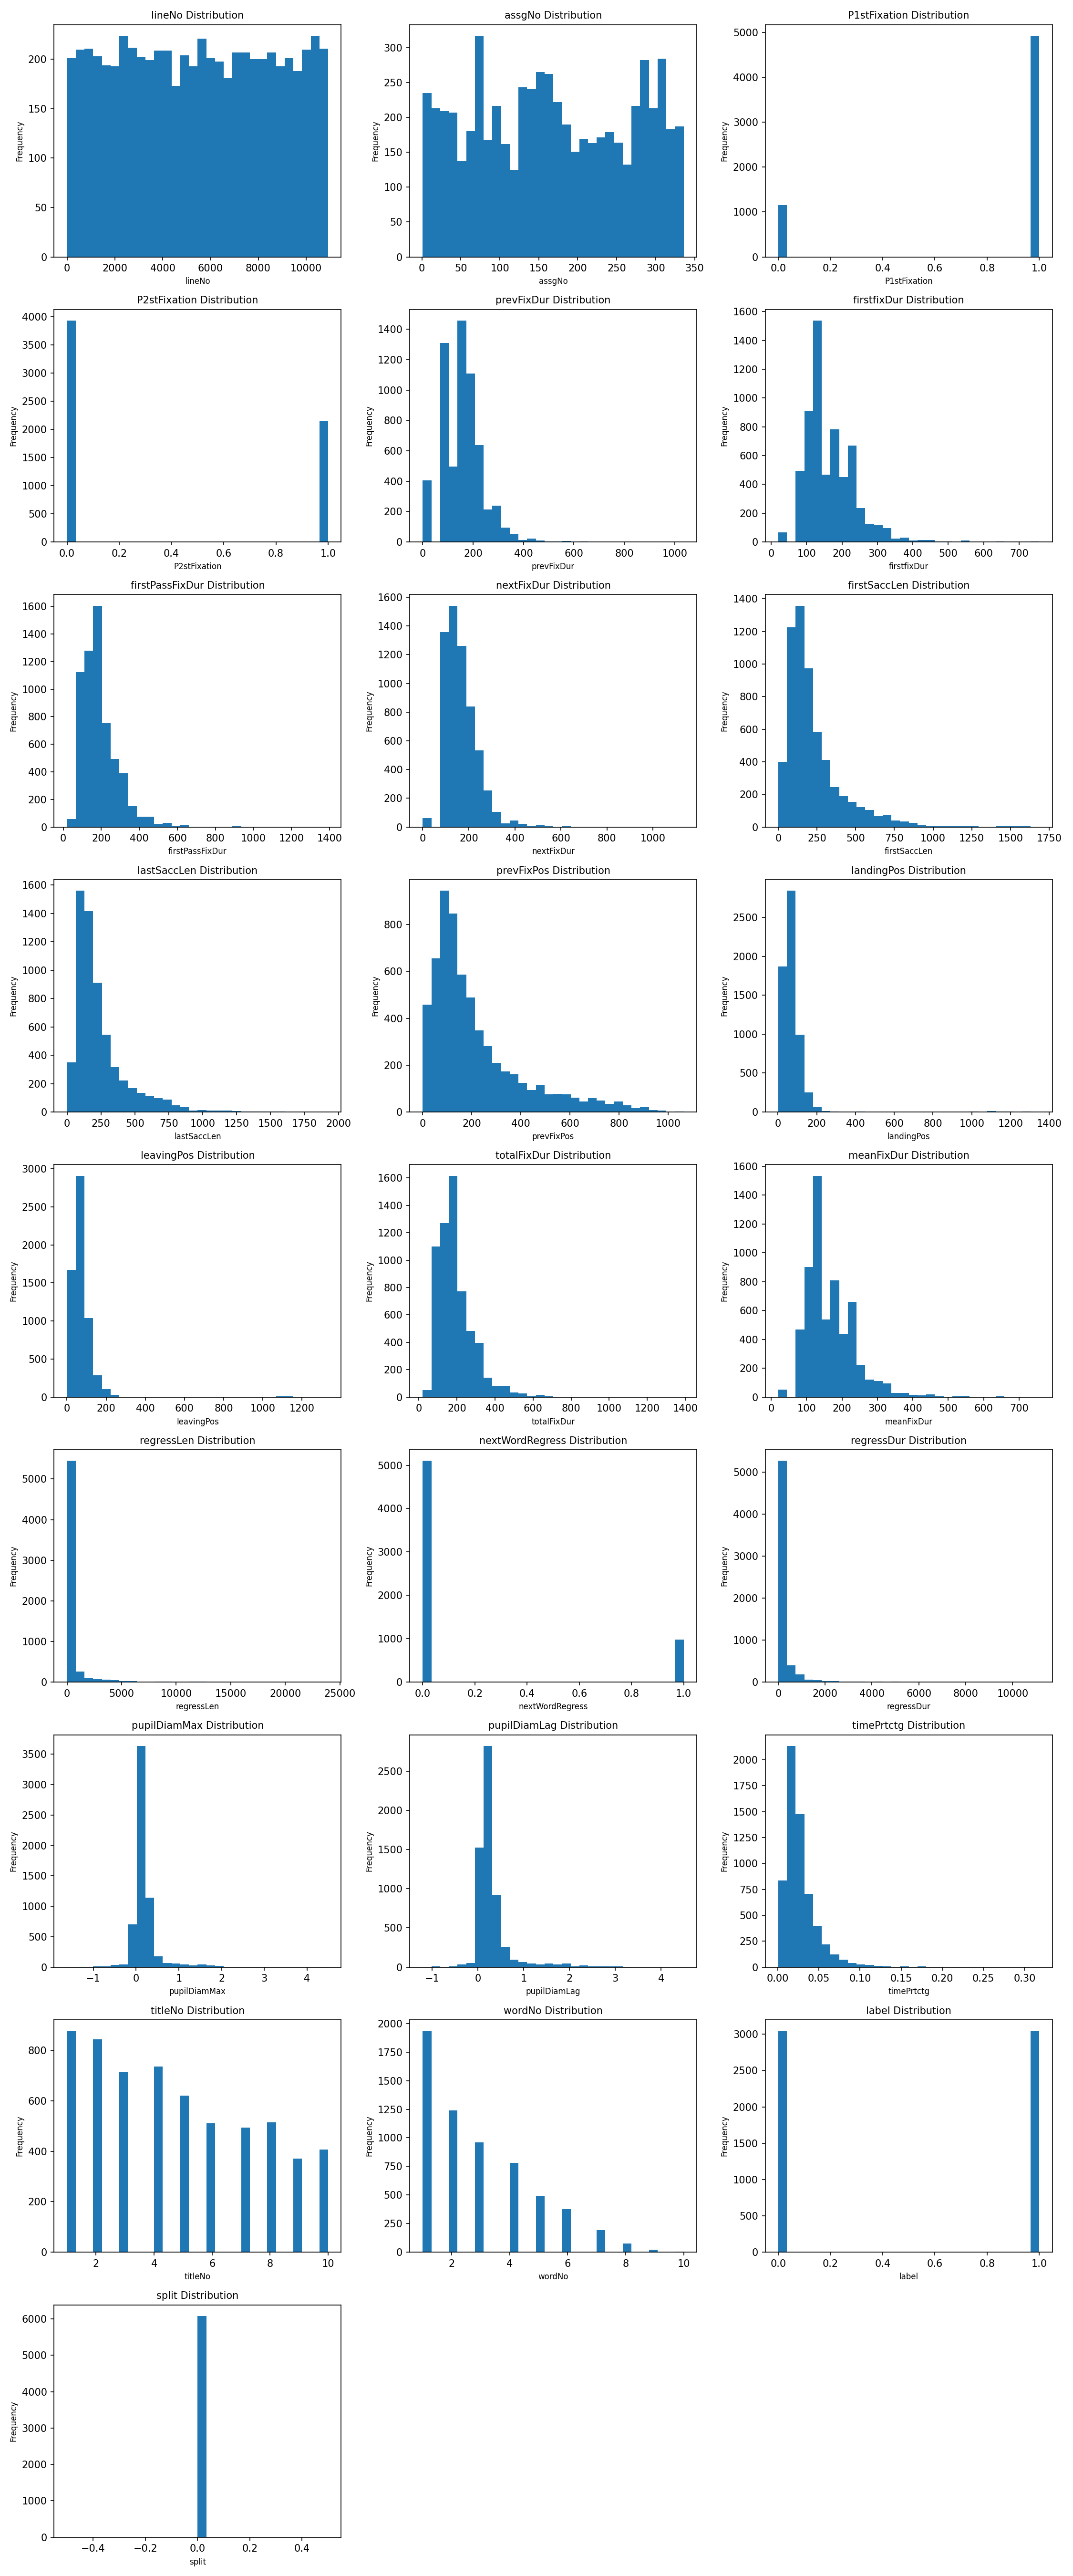 lineNo Distribution
Frequency
0
50
100
150
200
0 2000 4000 6000 8000 10000
lineNo
assgNo Distribution
Frequency
0
50
100
150
200
250
300
0 50 100 150 200 250 300 350
assgNo
P1stFixation Distribution
Frequency
0
1000
2000
3000
4000
5000
0.0 0.2 0.4 0.6 0.8 1.0
P1stFixation
P2stFixation Distribution
Frequency
0
500
1000
1500
2000
2500
3000
3500
4000
0.0 0.2 0.4 0.6 0.8 1.0
P2stFixation
prevFixDur Distribution
Frequency
0
200
400
600
800
1000
1200
1400
0 200 400 600 800 1000
prevFixDur
firstfixDur Distribution
Frequency
0
200
400
600
800
1000
1200
1400
1600
100 200 300 400 500 600 700
firstfixDur
firstPassFixDur Distribution
Frequency
0
200
400
600
800
1000
1200
1400
1600
0 200 400 600 800 1000 1200 1400
firstPassFixDur
nextFixDur Distribution
Frequency
0
200
400
600
800
1000
1200
1400
1600
0 200 400 600 800 1000
nextFixDur
firstSaccLen Distribution
Frequency
0
200
400
600
800
1000
1200
1400
0 250 500 750 1000 1250 1500 1750
firstSaccLen
lastSaccLen Distribution
Frequency
0
200
400
600
800
1000
1200
1400
1600
0 250 500 750 1000 1250 1500 1750 2000
lastSaccLen
prevFixPos Distribution
Frequency
0
200
400
600
800
0 200 400 600 800 1000
prevFixPos
landingPos Distribution
Frequency
0
500
1000
1500
2000
2500
0 200 400 600 800 1000 1200 1400
landingPos
leavingPos Distribution
Frequency
0
500
1000
1500
2000
2500
3000
0 200 400 600 800 1000 1200
leavingPos
totalFixDur Distribution
Frequency
0
200
400
600
800
1000
1200
1400
1600
0 200 400 600 800 1000 1200 1400
totalFixDur
meanFixDur Distribution
Frequency
0
200
400
600
800
1000
1200
1400
1600
100 200 300 400 500 600 700
meanFixDur
regressLen Distribution
Frequency
0
1000
2000
3000
4000
5000
0 5000 10000 15000 20000 25000
regressLen
nextWordRegress Distribution
Frequency
0
1000
2000
3000
4000
5000
0.0 0.2 0.4 0.6 0.8 1.0
nextWordRegress
regressDur Distribution
Frequency
0
1000
2000
3000
4000
5000
0 2000 4000 6000 8000 10000
regressDur
pupilDiamMax Distribution
Frequency
0
500
1000
1500
2000
2500
3000
3500
−1 0 1 2 3 4
pupilDiamMax
pupilDiamLag Distribution
Frequency
0
500
1000
1500
2000
2500
−1 0 1 2 3 4
pupilDiamLag
timePrtctg Distribution
Frequency
0
250
500
750
1000
1250
1500
1750
2000
0.00 0.05 0.10 0.15 0.20 0.25 0.30
timePrtctg
titleNo Distribution
Frequency
0
200
400
600
800
2 4 6 8 10
titleNo
wordNo Distribution
Frequency
0
250
500
750
1000
1250
1500
1750
2000
2 4 6 8 10
wordNo
label Distribution
Frequency
0
500
1000
1500
2000
2500
3000
0.0 0.2 0.4 0.6 0.8 1.0
label
split Distribution
Frequency
0
1000
2000
3000
4000
5000
6000
−0.4 −0.2 0.0 0.2 0.4
split